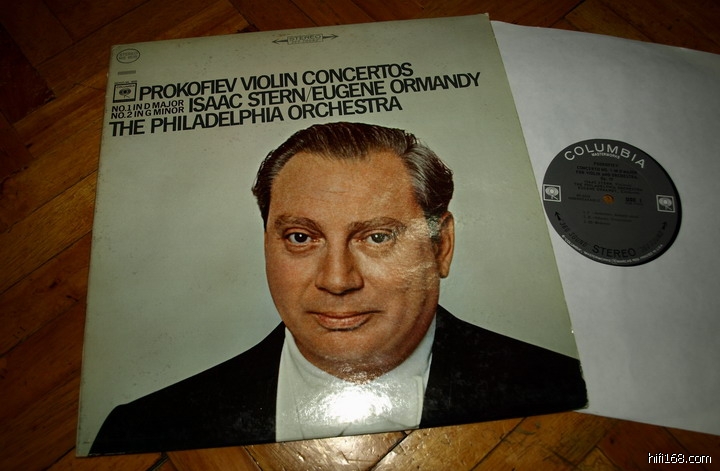 STEREO
PROKOFIEV VIOLIN CONCERTOS
NO.1 IN D MAJOR
NO.2 IN G MINOR
ISAAC STERN/EUGENE ORMANDY
THE PHILADELPHIA ORCHESTRA
COLUMBIA
MASTERWORKS
STEREO
hifi168.com